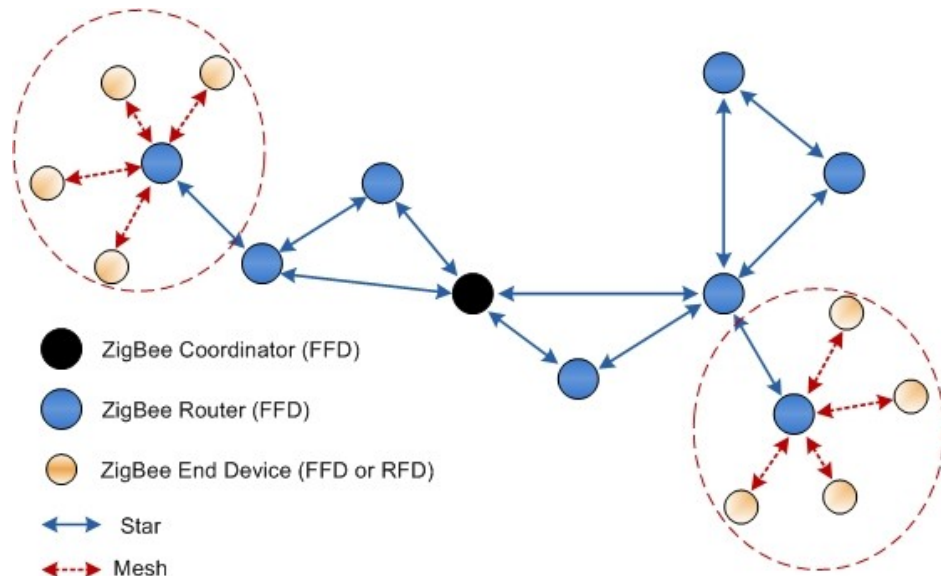 ZigBee Coordinator (FFD)
ZigBee Router (FFD)
ZigBee End Device (FFD or RFD)
Star
Mesh